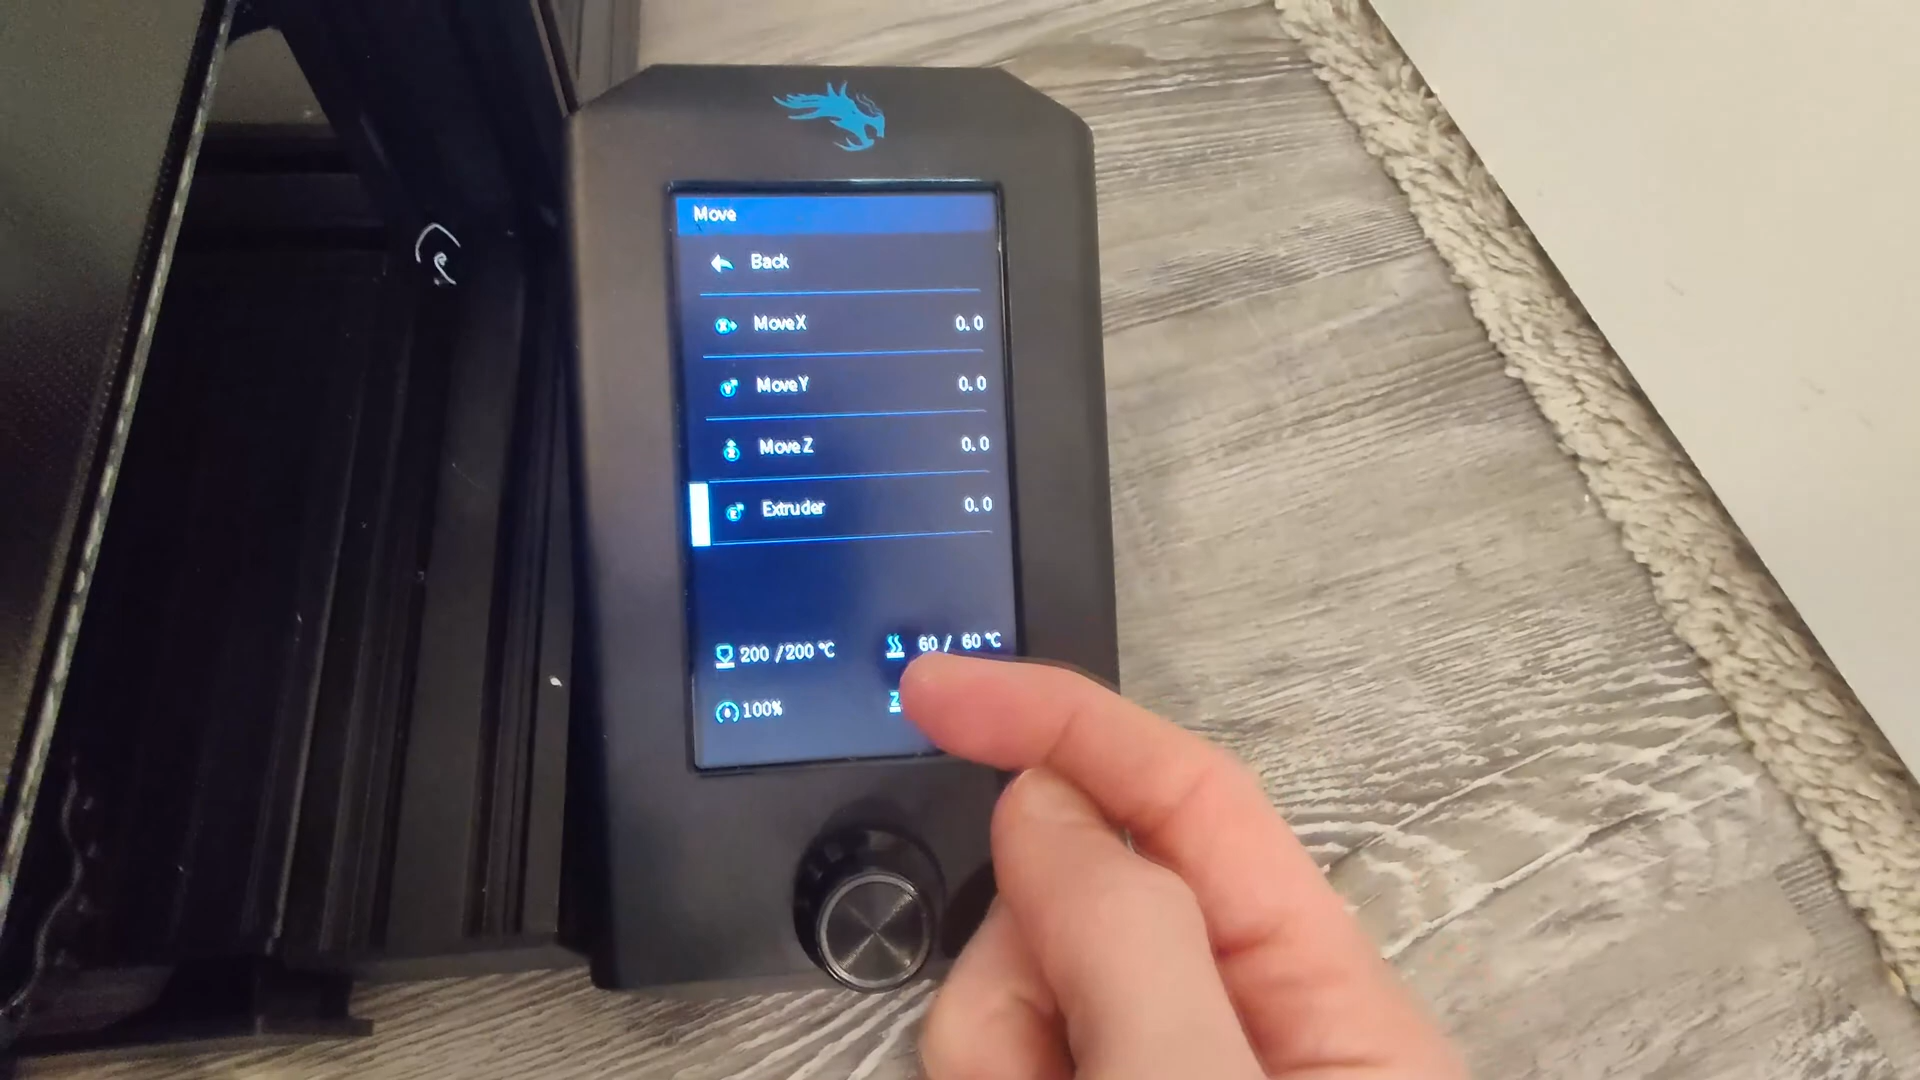 Move
Back
Move X 0.0
Move Y 0.0
Move Z 0.0
Extruder 0.0
200 /200 ℃ 60 / 60 ℃
100% Z